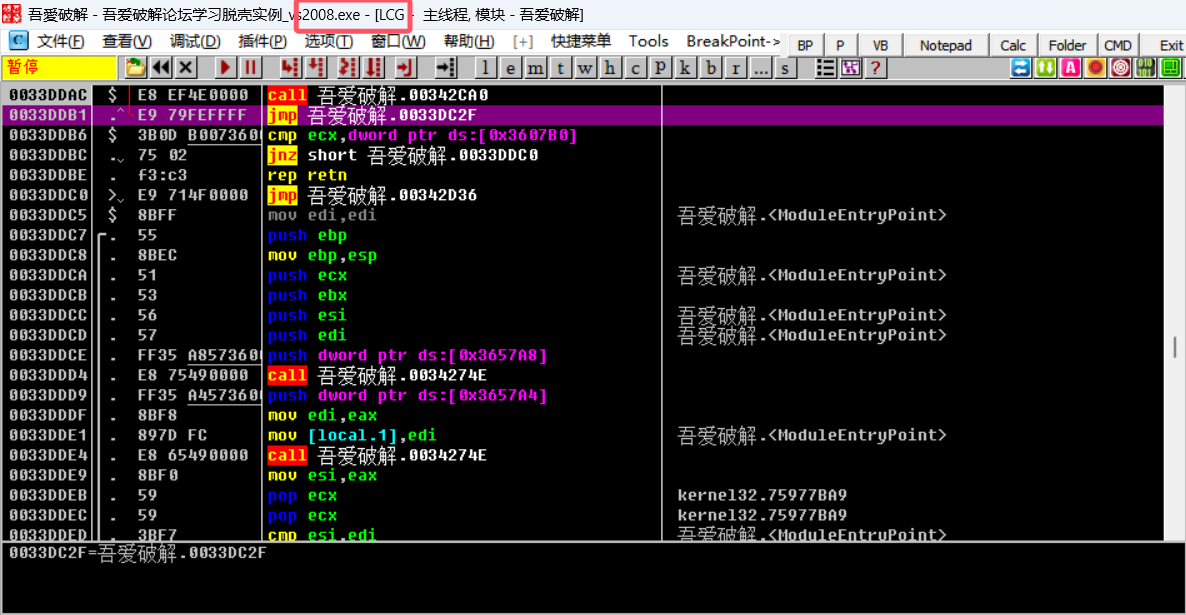 吾愛破解 - 吾爱破解论坛学习脱壳实例_vs2008.exe - [LCG - 主线程, 模块 - 吾爱破解]
C 文件(F) 查看(V) 调试(D) 插件(P) 选项(T) 窗口(W) 帮助(H) [+] 快捷菜单 Tools BreakPoint-> BP P VB Notepad Calc Folder CMD Exit
暂停 l e m t w h c P k b r ... s ?
0033DDAC $ E8 EF4E0000 call 吾爱破解.00342CA0
0033DDB1 .^ E9 79FEFFFF jmp 吾爱破解.0033DC2F
0033DDB6 $ 3B0D B0073600 cmp ecx,dword ptr ds:[0x3607B0]
0033DDBC . 75 02 jnz short 吾爱破解.0033DDC0
0033DDBE . f3:c3 rep retn
0033DDC0 > E9 714F0000 jmp 吾爱破解.00342D36
0033DDC5 $ 8BFF mov edi,edi 吾爱破解.<ModuleEntryPoint>
0033DDC7 . 55 push ebp
0033DDC8 . 8BEC mov ebp,esp
0033DDCA . 51 push ecx 吾爱破解.<ModuleEntryPoint>
0033DDCB . 53 push ebx
0033DDCC . 56 push esi 吾爱破解.<ModuleEntryPoint>
0033DDCD . 57 push edi 吾爱破解.<ModuleEntryPoint>
0033DDCE . FF35 A8573600 push dword ptr ds:[0x3657A8]
0033DDD4 . E8 75490000 call 吾爱破解.0034274E
0033DDD9 . FF35 A4573600 push dword ptr ds:[0x3657A4]
0033DDDF . 8BF8 mov edi,eax
0033DDE1 . 897D FC mov [local.1],edi 吾爱破解.<ModuleEntryPoint>
0033DDE4 . E8 65490000 call 吾爱破解.0034274E
0033DDE9 . 8BF0 mov esi,eax
0033DDEB . 59 pop ecx kernel32.75977BA9
0033DDEC . 59 pop ecx kernel32.75977BA9
0033DDED . 3BF7 cmp esi,edi 吾爱破解.<ModuleEntryPoint>
0033DC2F=吾爱破解.0033DC2F